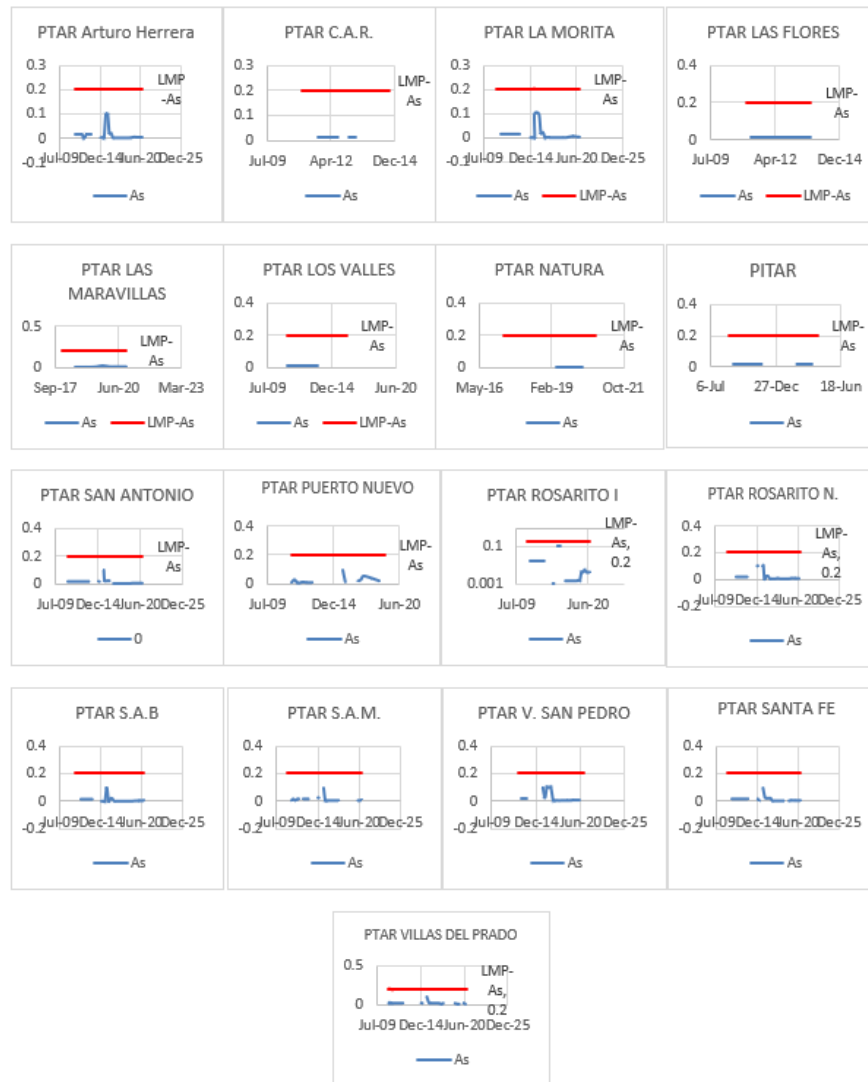 PTAR Arturo Herrera
0.3
0.2
0.1
0
-0.1
LMP
-As
Jul-09 Dec-14 Jun-20 Dec-25
As
PTAR C.A.R.
0.3
0.2
0.1
0
LMP-
As
Jul-09 Apr-12 Dec-14
As
PTAR LA MORITA
0.3
0.2
0.1
0
-0.1
LMP-
As
Jul-09 Dec-14 Jun-20 Dec-25
As LMP-As
PTAR LAS FLORES
0.4
0.2
0
LMP-
As
Jul-09 Apr-12 Dec-14
As LMP-As
PTAR LAS
MARAVILLAS
0.5
0
LMP-
As
Sep-17 Jun-20 Mar-23
As LMP-As
PTAR LOS VALLES
0.4
0.2
0
LMP-
As
Jul-09 Dec-14 Jun-20
As LMP-As
PTAR NATURA
0.4
0.2
0
LMP-
As
May-16 Feb-19 Oct-21
As
PITAR
0.4
0.2
0
LMP-
As
6-Jul 27-Dec 18-Jun
As
PTAR SAN ANTONIO
0.4
0.2
0
LMP-
As
Jul-09 Dec-14 Jun-20 Dec-25
0
PTAR PUERTO NUEVO
0.4
0.2
0
LMP-
As
Jul-09 Dec-14 Jun-20
As
PTAR ROSARITO I
0.1
0.001
LMP-
As,
0.2
Jul-09 Jun-20
As
PTAR ROSARITO N.
0.4
0.2
0
-0.2
LMP-
As, 0.2
Jul-09 Dec-14 Jun-20 Dec-25
As
PTAR S.A.B
0.4
0.2
0
-0.2
Jul-09 Dec-14 Jun-20 Dec-25
As
PTAR S.A.M.
0.4
0.2
0
-0.2
Jul-09 Dec-14 Jun-20 Dec-25
As
PTAR V. SAN PEDRO
0.4
0.2
0
-0.2
Jul-09 Dec-14 Jun-20 Dec-25
As
PTAR SANTA FE
0.4
0.2
0
-0.2
Jul-09 Dec-14 Jun-20 Dec-25
As
PTAR VILLAS DEL PRADO
0.5
0
LMP-
As,
0.2
Jul-09 Dec-14 Jun-20 Dec-25
As